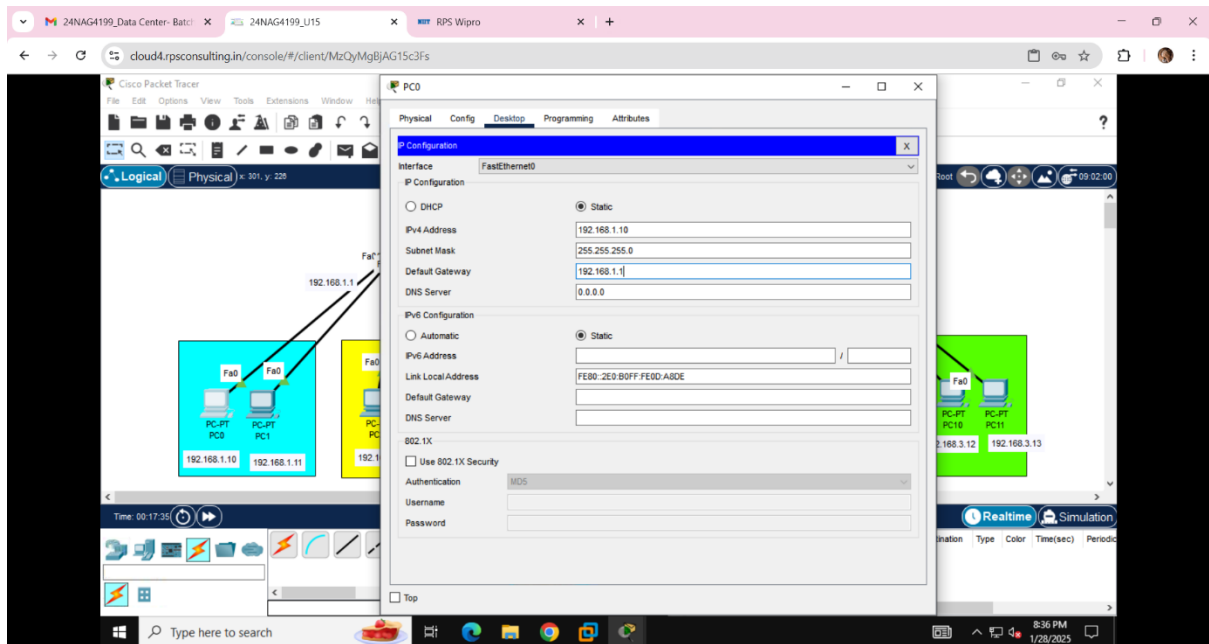 24NAG4199_Data Center- Batch
24NAG4199_U15
RPS Wipro
cloud4.rpsconsulting.in/console/#/client/MzQyMgBjAG15c3Fs
Cisco Packet Tracer
File Edit Options View Tools Extensions Window Help
Logical
Physical
x: 301, y: 228
Root
09:02:00
PC0
Physical Config Desktop Programming Attributes
IP Configuration
X
Interface FastEthernet0
IP Configuration
DHCP
Static
IPv4 Address 192.168.1.10
Subnet Mask 255.255.255.0
Default Gateway 192.168.1.1
DNS Server 0.0.0.0
IPv6 Configuration
Automatic
Static
IPv6 Address /
Link Local Address FE80::2E0:B0FF:FE0D:A8DE
Default Gateway
DNS Server
802.1X
Use 802.1X Security
Authentication MD5
Username
Password
Top
192.168.1.1
Fa0
Fa0
PC-PT
PC0
PC-PT
PC1
192.168.1.10
192.168.1.11
Fa0
PC-
PC
192.1
Fa0
PC-PT
PC10
PC-PT
PC11
2.168.3.12
192.168.3.13
Time: 00:17:35
Realtime
Simulation
ination Type Color Time(sec) Periodic
Type here to search
8:36 PM
1/28/2025